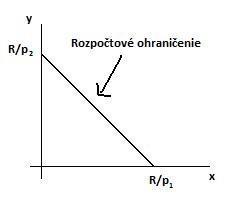 y
Rozpočtové ohraničenie
R/p₂
R/p₁
x